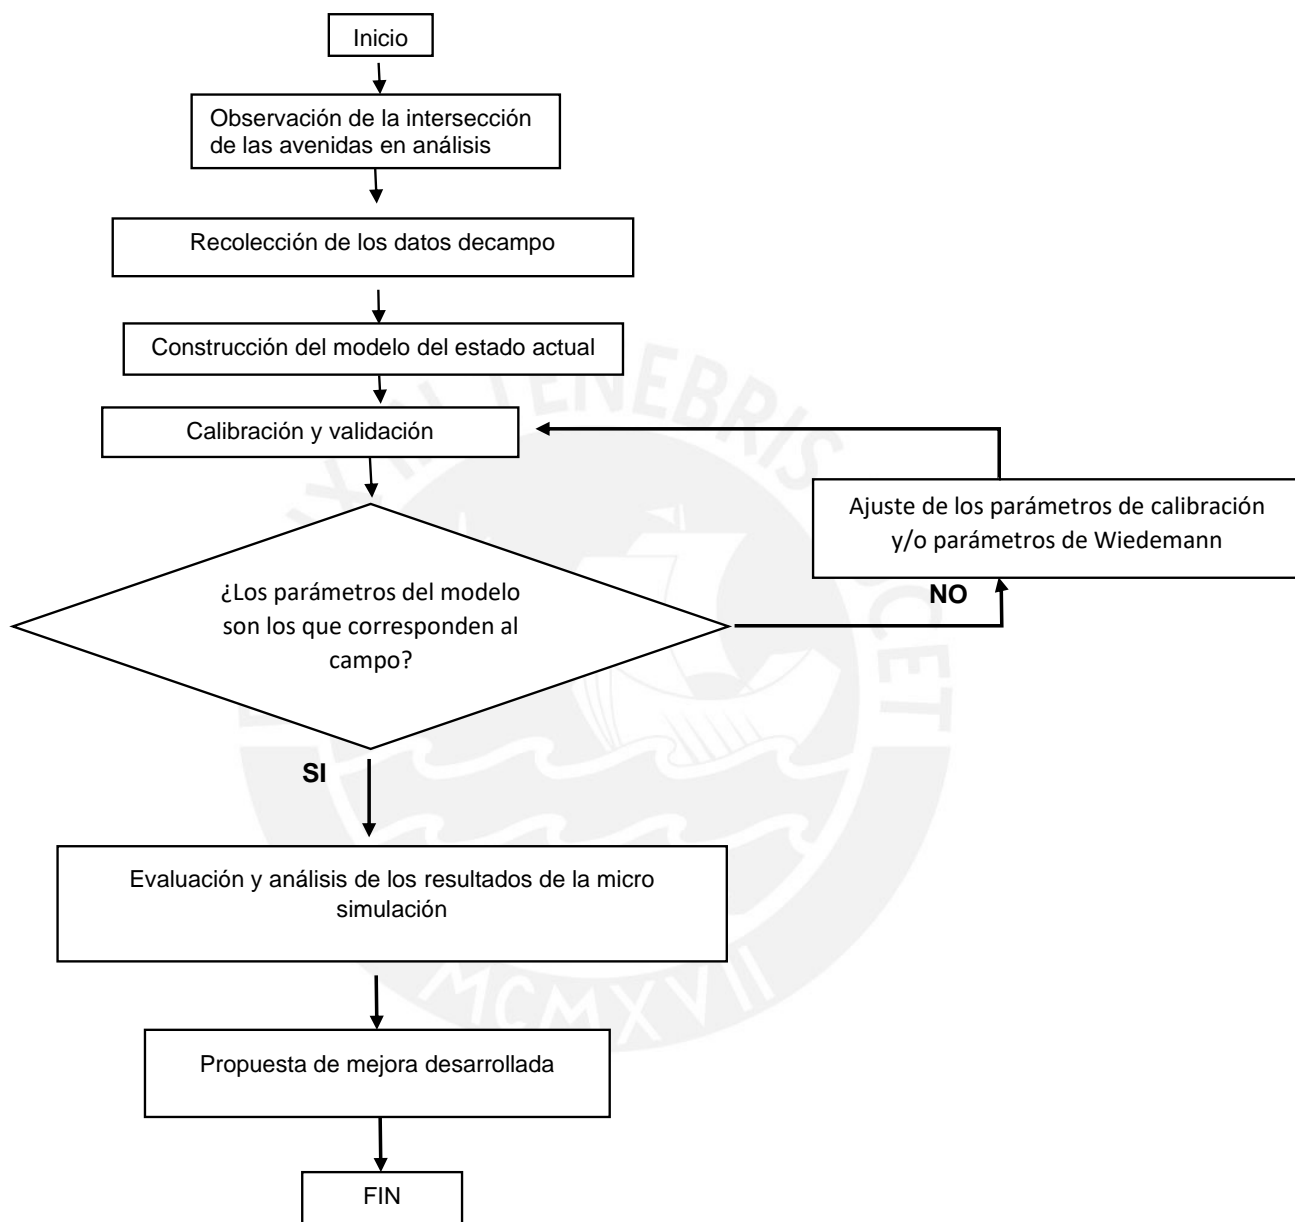 Inicio
Observación de la intersección
de las avenidas en análisis
Recolección de los datos decampo
Construcción del modelo del estado actual
Calibración y validación
Ajuste de los parámetros de calibración
y/o parámetros de Wiedemann
NO
¿Los parámetros del modelo
son los que corresponden al
campo?
SI
Evaluación y análisis de los resultados de la micro
simulación
Propuesta de mejora desarrollada
FIN
TENEBRIS
MCMXVII